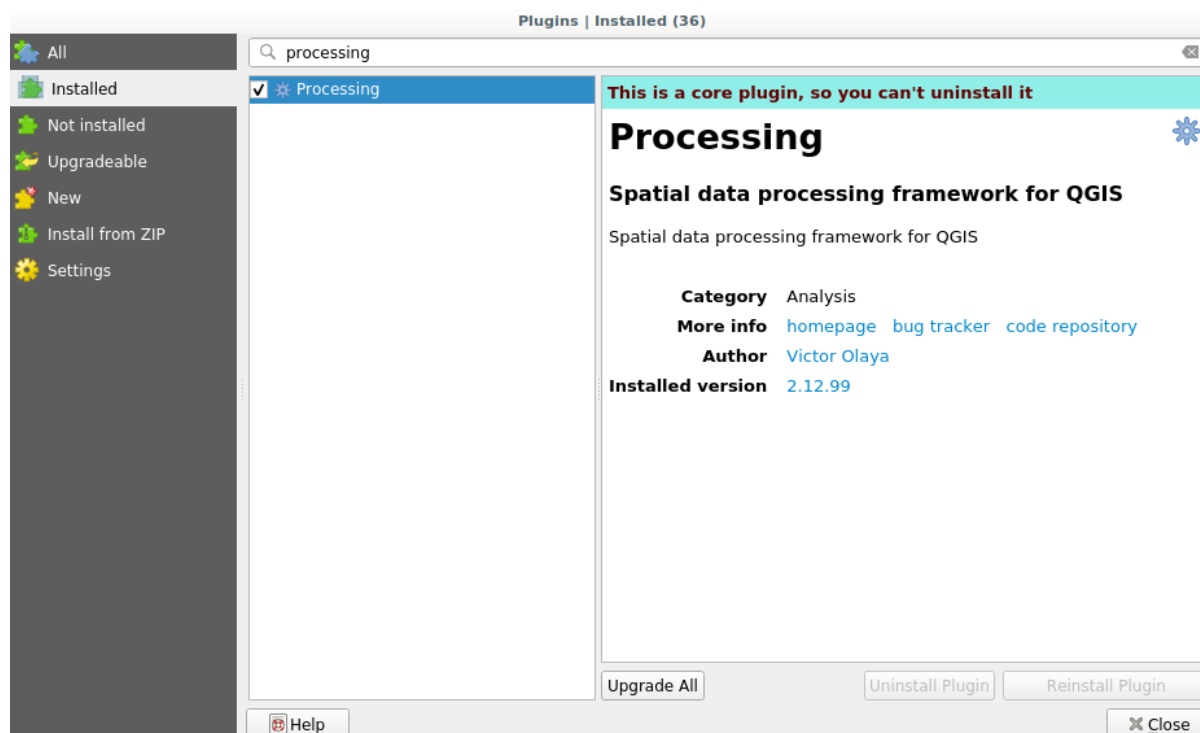 Plugins | Installed (36)
All
Installed
Not installed
Upgradeable
New
Install from ZIP
Settings
processing
Processing
This is a core plugin, so you can't uninstall it
Processing
Spatial data processing framework for QGIS
Spatial data processing framework for QGIS
Category Analysis
More info homepage bug tracker code repository
Author Victor Olaya
Installed version 2.12.99
Upgrade All Uninstall Plugin Reinstall Plugin
Help Close